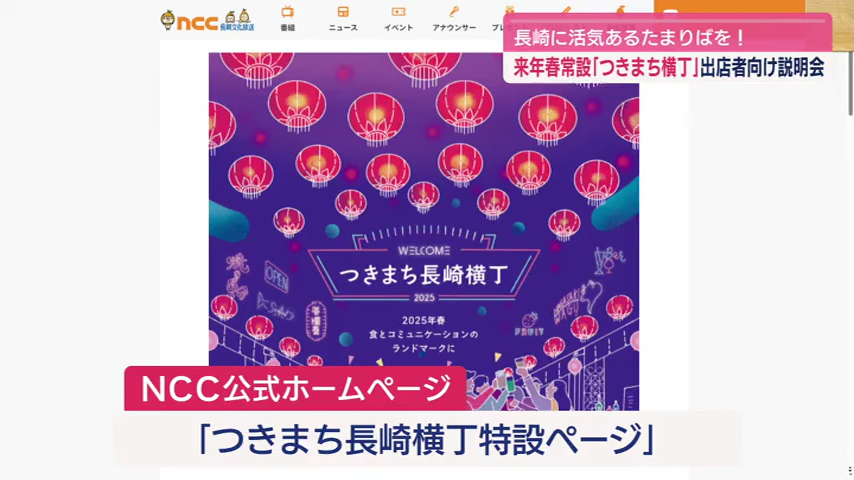 ncc 長崎文化放送
番組
ニュース
イベント
アナウンサー
長崎に活気あるたまりばを！
来年春常設「つきまち横丁」出店者向け説明会
WELCOME
つきまち長崎横丁
2025
2025年春
食とコミュニケーションの
ランドマークに
OPEN
FRUIT
NCC公式ホームページ
「つきまち長崎横丁特設ページ」